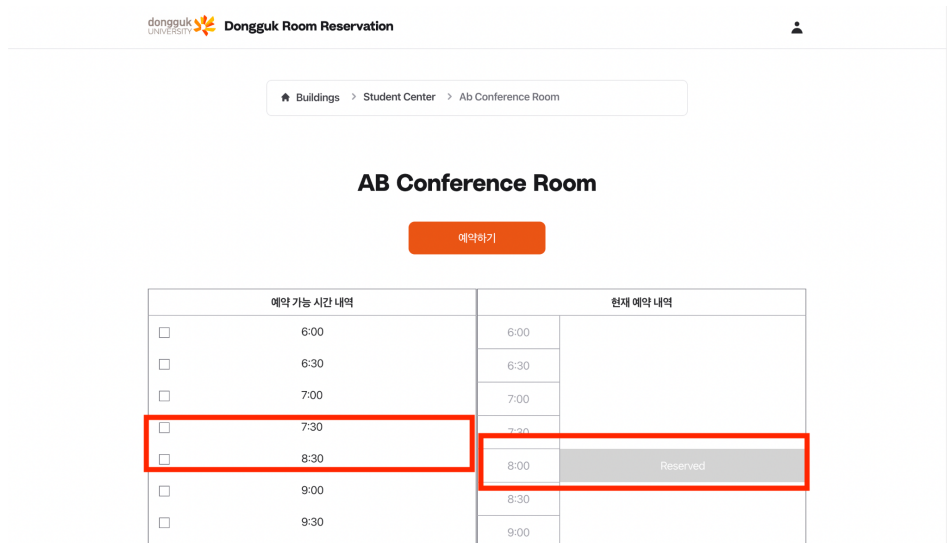 dongguk
UNIVERSITY
Dongguk Room Reservation
Buildings > Student Center > Ab Conference Room
AB Conference Room
예약하기
예약 가능 시간 내역
현재 예약 내역
6:00
6:30
7:00
7:30
8:30
9:00
9:30
6:00
6:30
7:00
7:30
8:00 Reserved
8:30
9:00